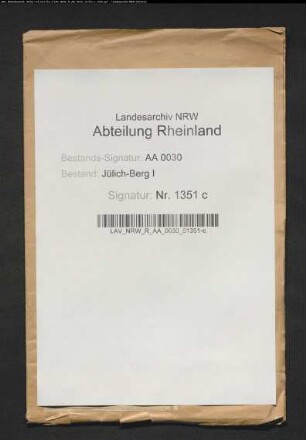 Landesarchiv NRW
Abteilung Rheinland
Bestands-Signatur: AA 0030
Bestand: Jülich-Berg I
Signatur: Nr. 1351 c
LAV_NRW_R_AA_0030_01351-c